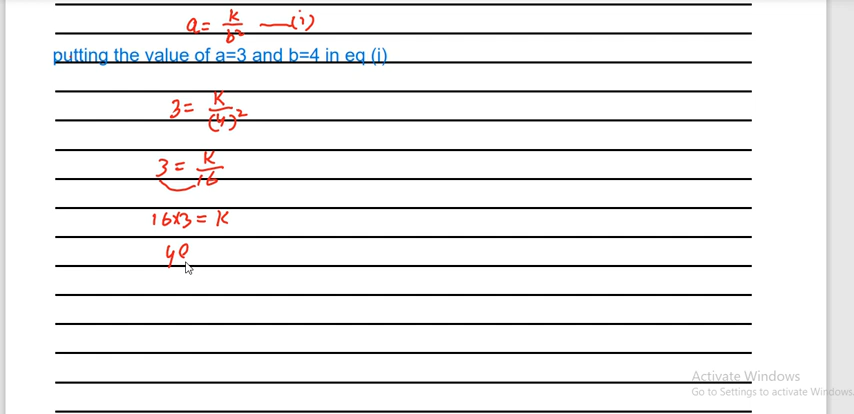 a = k/b² —(i)
putting the value of a=3 and b=4 in eq (i)
3 = k/(4)²
3 = k/16
16×3 = k
48
Activate Windows
Go to Settings to activate Windows.